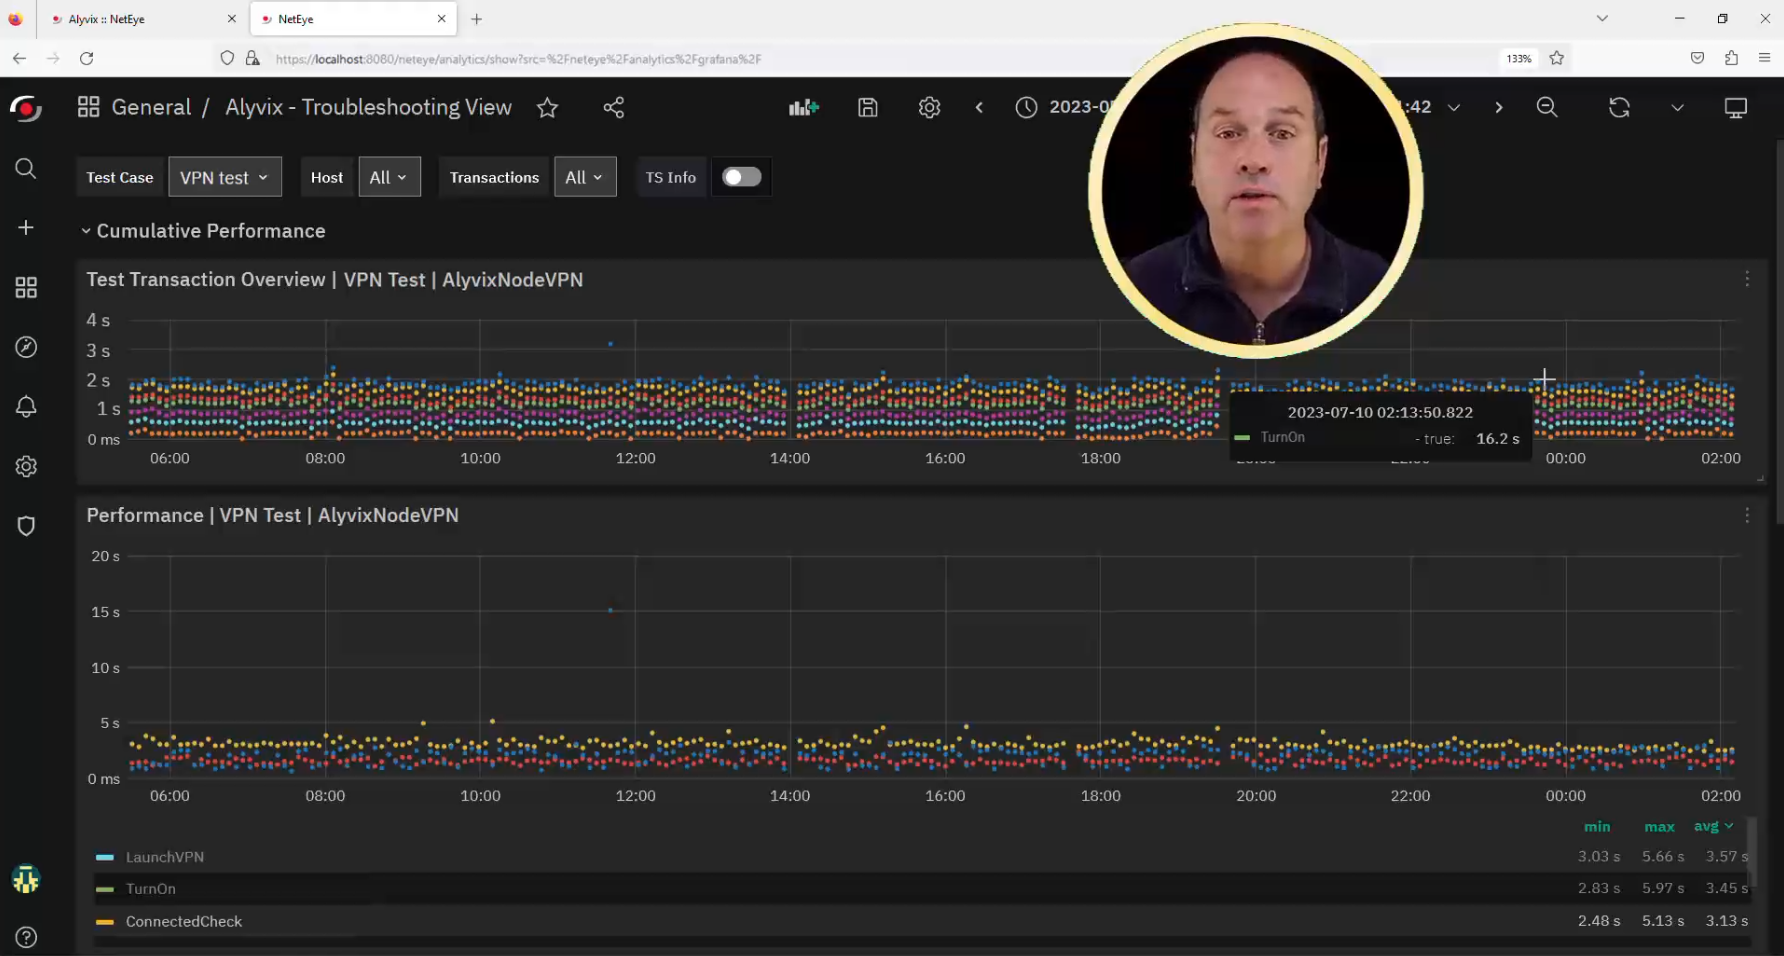 Alyvix :: NetEye
NetEye
https://localhost:8080/neteye/analytics/show?src=%2Fneteye%2Fanalytics%2Fgrafana%2F
133%
General / Alyvix - Troubleshooting View
:42
Test Case VPN test Host All Transactions All TS Info
Cumulative Performance
Test Transaction Overview | VPN Test | AlyvixNodeVPN
4 s
3 s
2 s
1 s
0 ms
2023-07-10 02:13:50.822
TurnOn - true: 16.2 s
06:00 08:00 10:00 12:00 14:00 16:00 18:00 00:00 02:00
Performance | VPN Test | AlyvixNodeVPN
20 s
15 s
10 s
5 s
0 ms
06:00 08:00 10:00 12:00 14:00 16:00 18:00 20:00 22:00 00:00 02:00
min max avg
LaunchVPN 3.03 s 5.66 s 3.57 s
TurnOn 2.83 s 5.97 s 3.45 s
ConnectedCheck 2.48 s 5.13 s 3.13 s